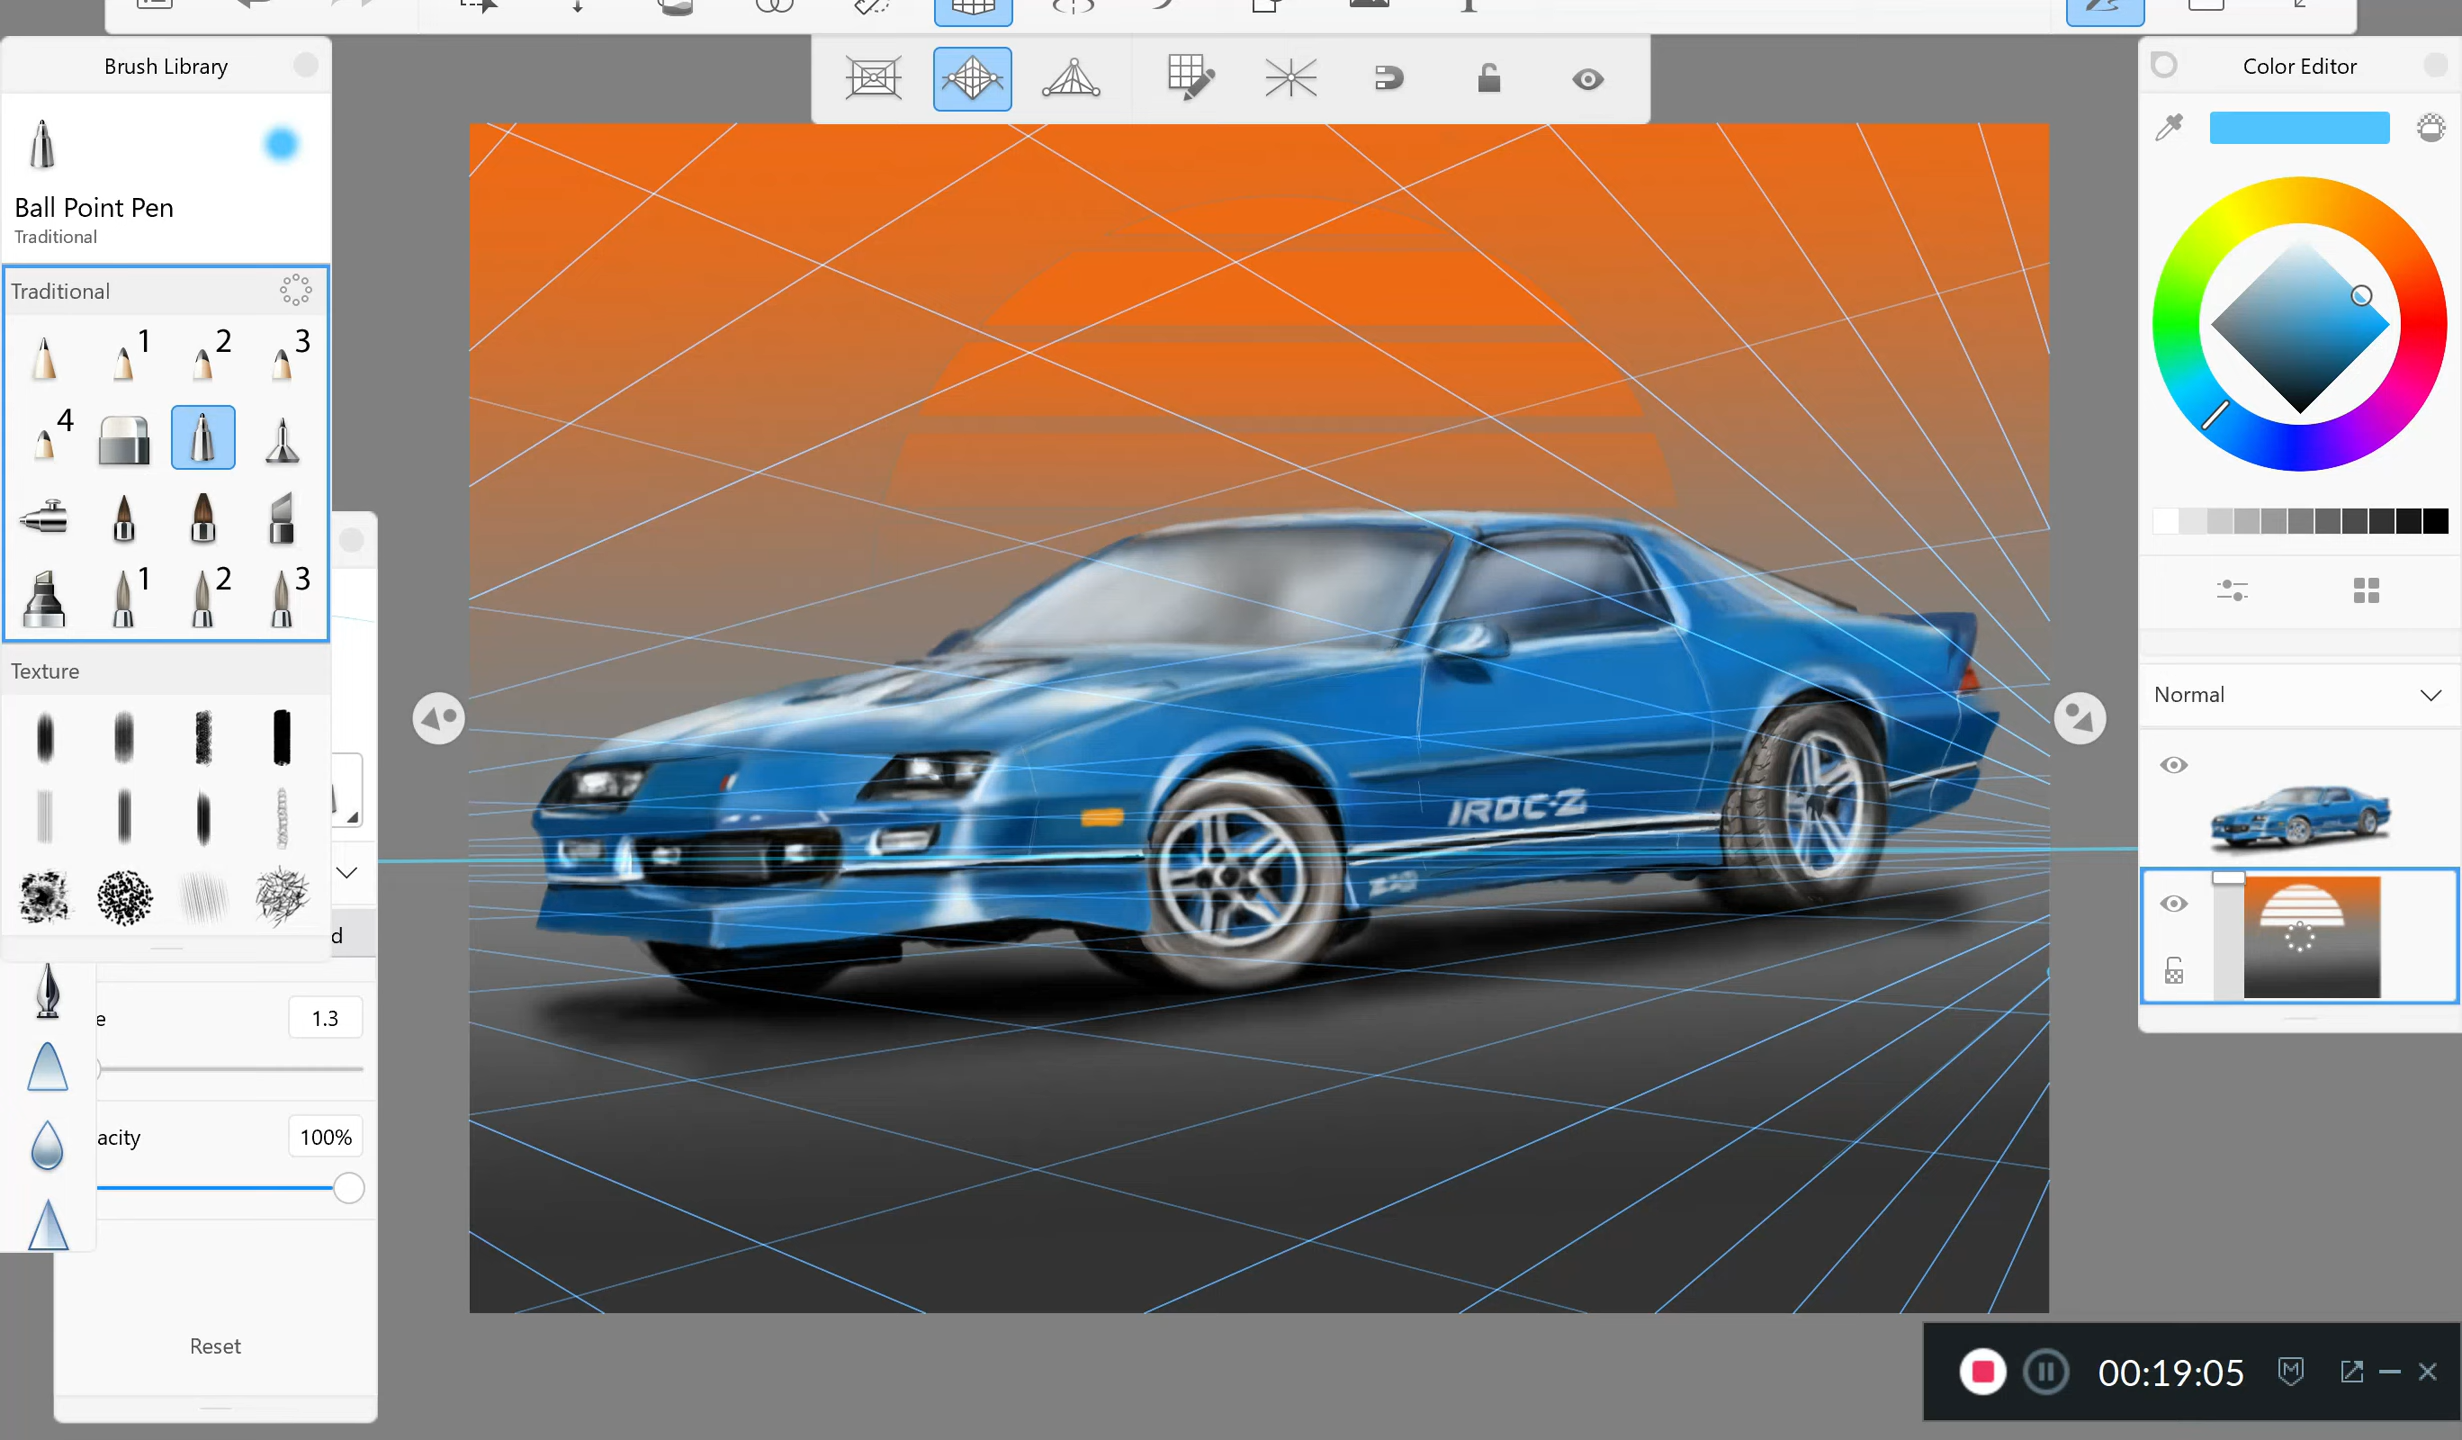 Brush Library
Ball Point Pen
Traditional
Traditional
1
2
3
4
1
2
3
Texture
d
e
1.3
acity
100%
Reset
IROC-Z
Z28
Color Editor
Normal
00:19:05